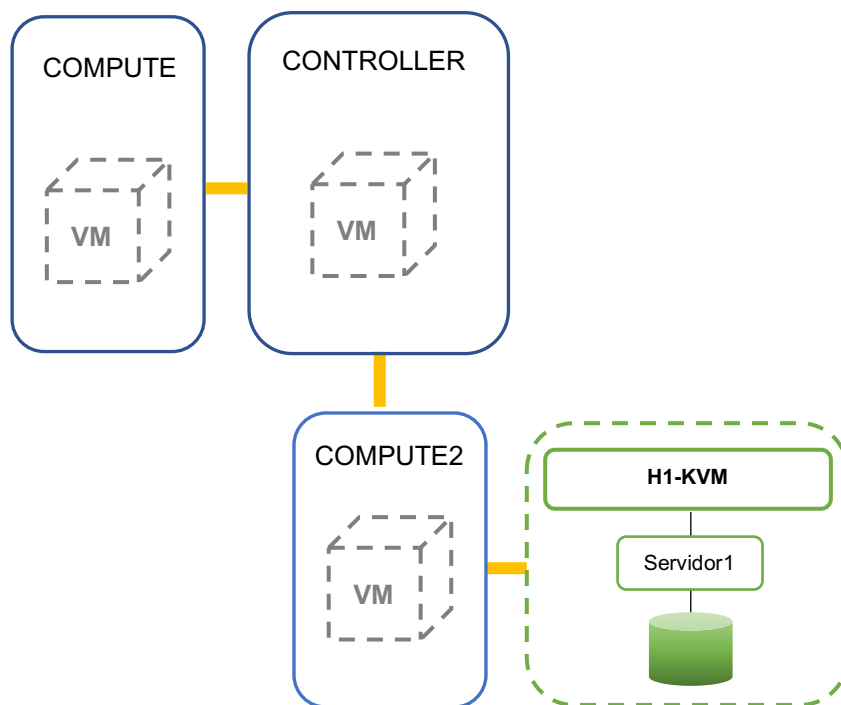 COMPUTE
CONTROLLER
VM
VM
COMPUTE2
VM
H1-KVM
Servidor1